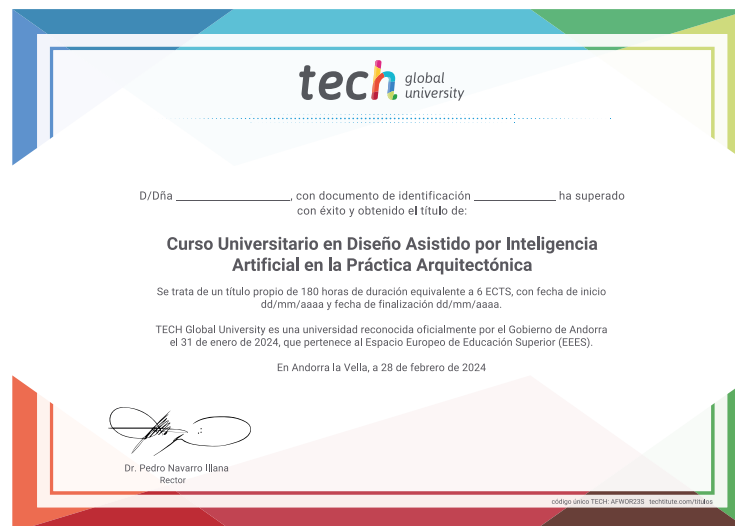 tech global university
D/Dña ____________________, con documento de identificación ______________ ha superado
con éxito y obtenido el título de:
Curso Universitario en Diseño Asistido por Inteligencia
Artificial en la Práctica Arquitectónica
Se trata de un título propio de 180 horas de duración equivalente a 6 ECTS, con fecha de inicio
dd/mm/aaaa y fecha de finalización dd/mm/aaaa.
TECH Global University es una universidad reconocida oficialmente por el Gobierno de Andorra
el 31 de enero de 2024, que pertenece al Espacio Europeo de Educación Superior (EEES).
En Andorra la Vella, a 28 de febrero de 2024
Dr. Pedro Navarro Illana
Rector
código único TECH: AFWOR23S techtitute.com/titulos